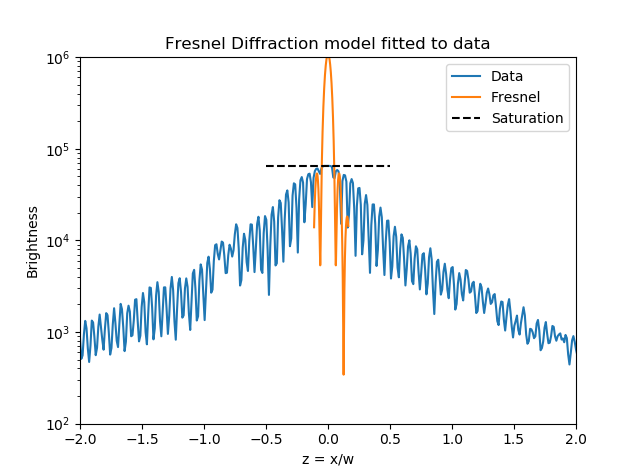 Fresnel Diffraction model fitted to data
Data
Fresnel
Saturation
10^6
10^5
10^4
10^3
10^2
Brightness
−2.0 −1.5 −1.0 −0.5 0.0 0.5 1.0 1.5 2.0
z = x/w